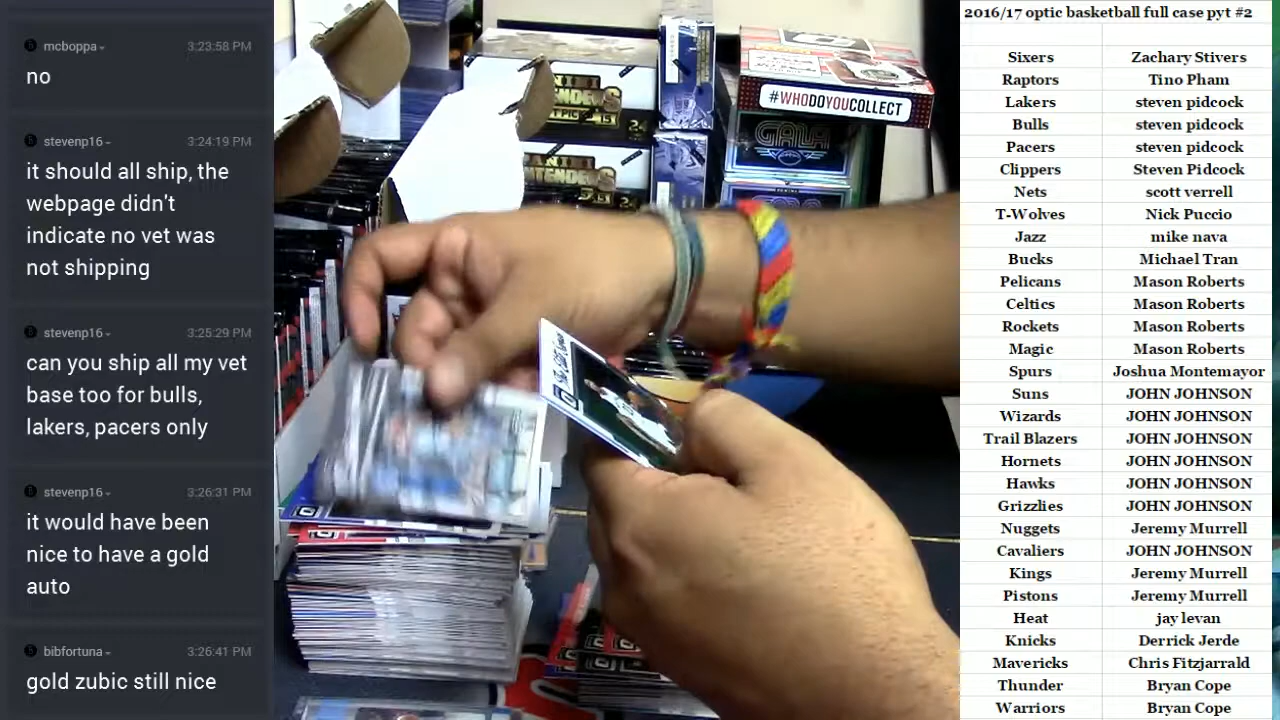 mcboppa 3:23:58 PM
no
stevenp16 3:24:19 PM
it should all ship, the
webpage didn't
indicate no vet was
not shipping
stevenp16 3:25:29 PM
can you ship all my vet
base too for bulls,
lakers, pacers only
stevenp16 3:26:31 PM
it would have been
nice to have a gold
auto
bibfortuna 3:26:41 PM
gold zubic still nice
#WHODOYOUCOLLECT
GALA
2016/17 optic basketball full case pyt #2
Sixers Zachary Stivers
Raptors Tino Pham
Lakers steven pidcock
Bulls steven pidcock
Pacers steven pidcock
Clippers Steven Pidcock
Nets scott verrell
T-Wolves Nick Puccio
Jazz mike nava
Bucks Michael Tran
Pelicans Mason Roberts
Celtics Mason Roberts
Rockets Mason Roberts
Magic Mason Roberts
Spurs Joshua Montemayor
Suns JOHN JOHNSON
Wizards JOHN JOHNSON
Trail Blazers JOHN JOHNSON
Hornets JOHN JOHNSON
Hawks JOHN JOHNSON
Grizzlies JOHN JOHNSON
Nuggets Jeremy Murrell
Cavaliers JOHN JOHNSON
Kings Jeremy Murrell
Pistons Jeremy Murrell
Heat jay levan
Knicks Derrick Jerde
Mavericks Chris Fitzjarrald
Thunder Bryan Cope
Warriors Bryan Cope